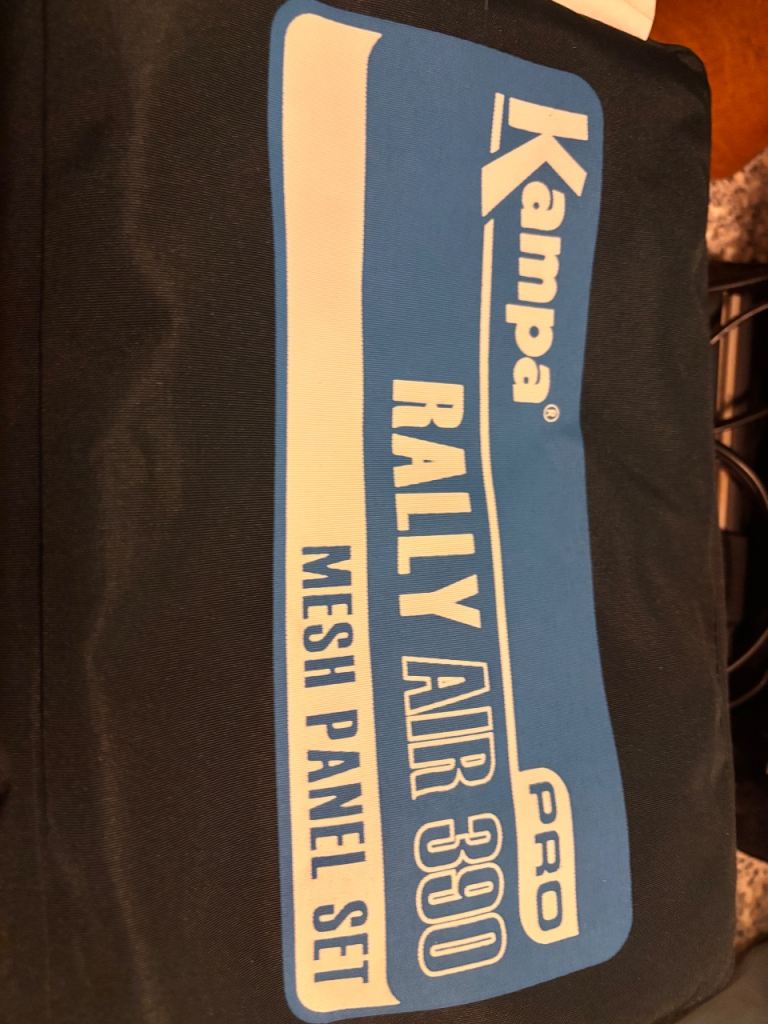 Kampa®
PRO
RALLY AIR 390
MESH PANEL SET